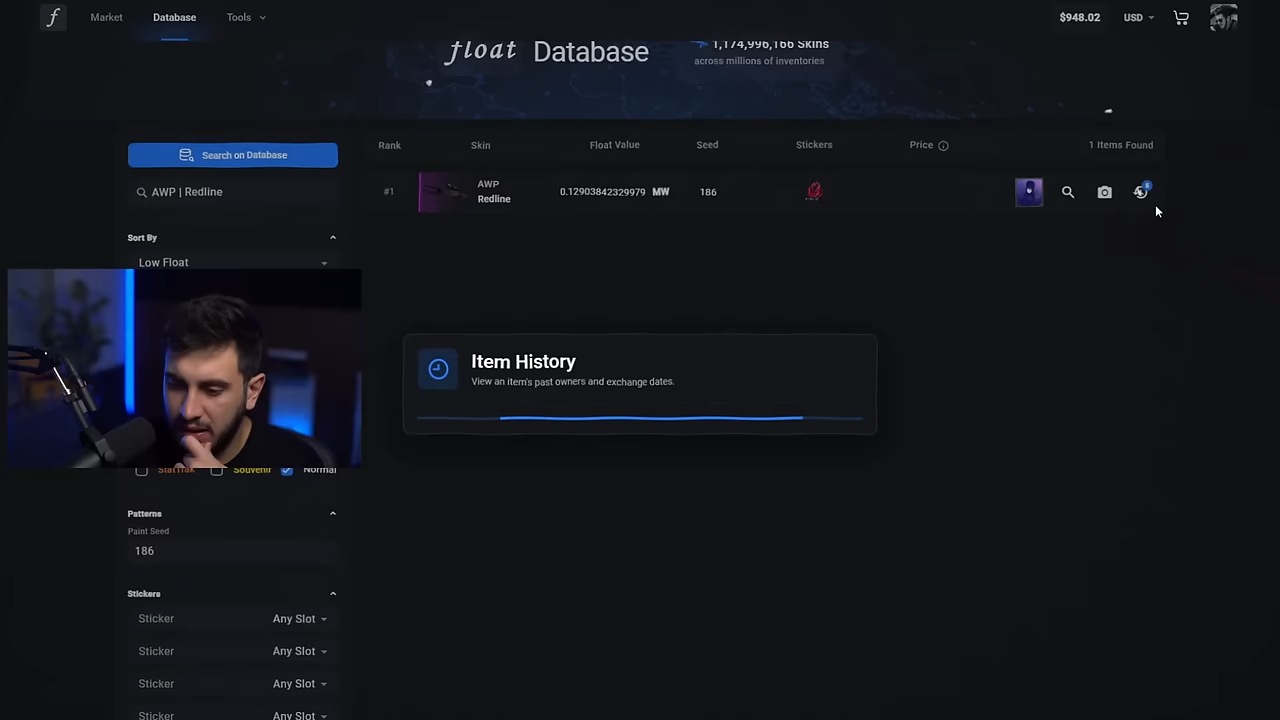 f Market Database Tools $948.02 USD
float Database 1,174,996,166 Skins
across millions of inventories
Search on Database
Rank Skin Float Value Seed Stickers Price 1 Items Found
AWP | Redline
#1 AWP Redline 0.12903842329979 MW 186
Sort By
Low Float
Item History
View an item's past owners and exchange dates.
StatTrak Souvenir Normal
Patterns
Paint Seed
186
Stickers
Sticker Any Slot
Sticker Any Slot
Sticker Any Slot
Sticker Any Slot